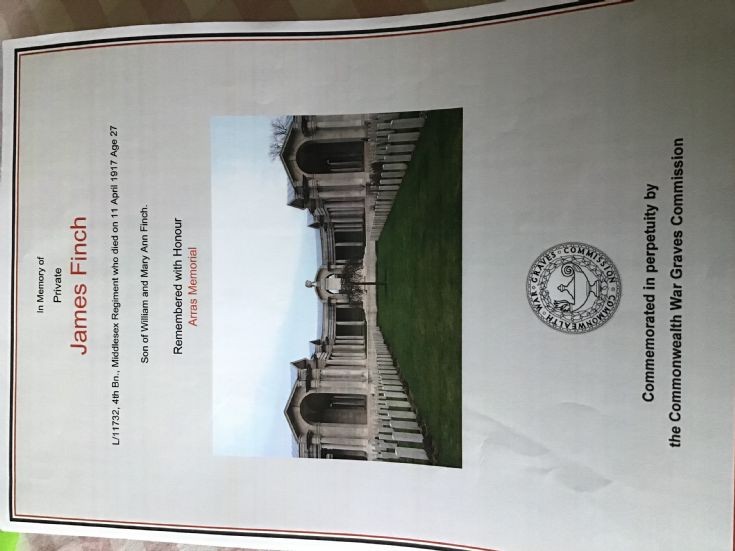 In Memory of
Private
James Finch
L/11732, 4th Bn., Middlesex Regiment who died on 11 April 1917 Age 27
Son of William and Mary Ann Finch.
Remembered with Honour
Arras Memorial
COMMONWEALTH · WAR · GRAVES · COMMISSION ·
Commemorated in perpetuity by
the Commonwealth War Graves Commission